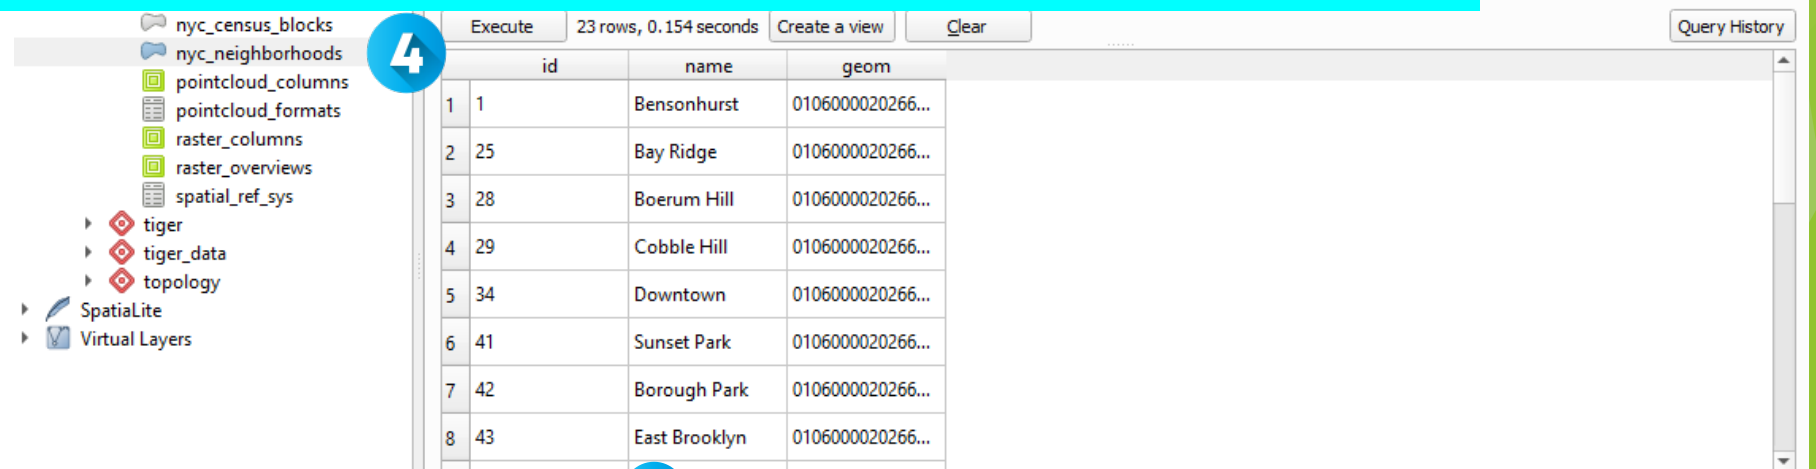 nyc_census_blocks
nyc_neighborhoods
pointcloud_columns
pointcloud_formats
raster_columns
raster_overviews
spatial_ref_sys
tiger
tiger_data
topology
SpatiaLite
Virtual Layers
4
Execute 23 rows, 0.154 seconds Create a view Clear Query History
id name geom
1 1 Bensonhurst 0106000020266...
2 25 Bay Ridge 0106000020266...
3 28 Boerum Hill 0106000020266...
4 29 Cobble Hill 0106000020266...
5 34 Downtown 0106000020266...
6 41 Sunset Park 0106000020266...
7 42 Borough Park 0106000020266...
8 43 East Brooklyn 0106000020266...